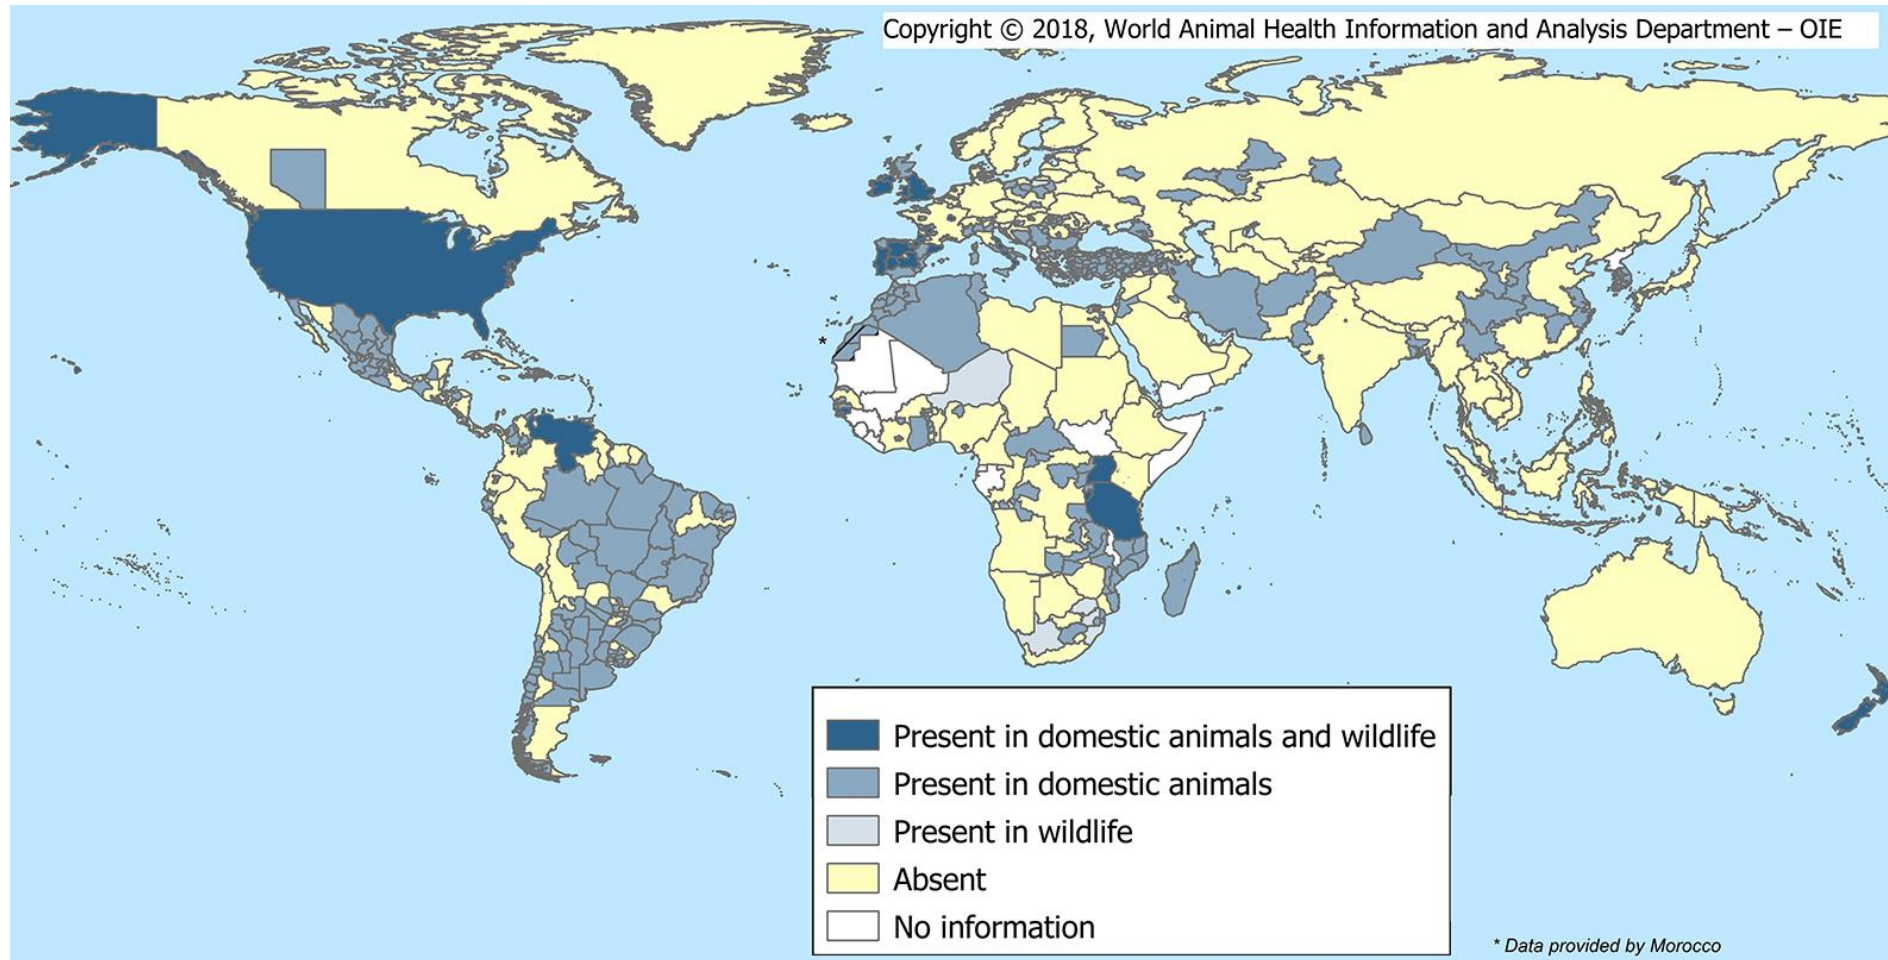 Copyright © 2018, World Animal Health Information and Analysis Department – OIE
*
Present in domestic animals and wildlife
Present in domestic animals
Present in wildlife
Absent
No information
* Data provided by Morocco